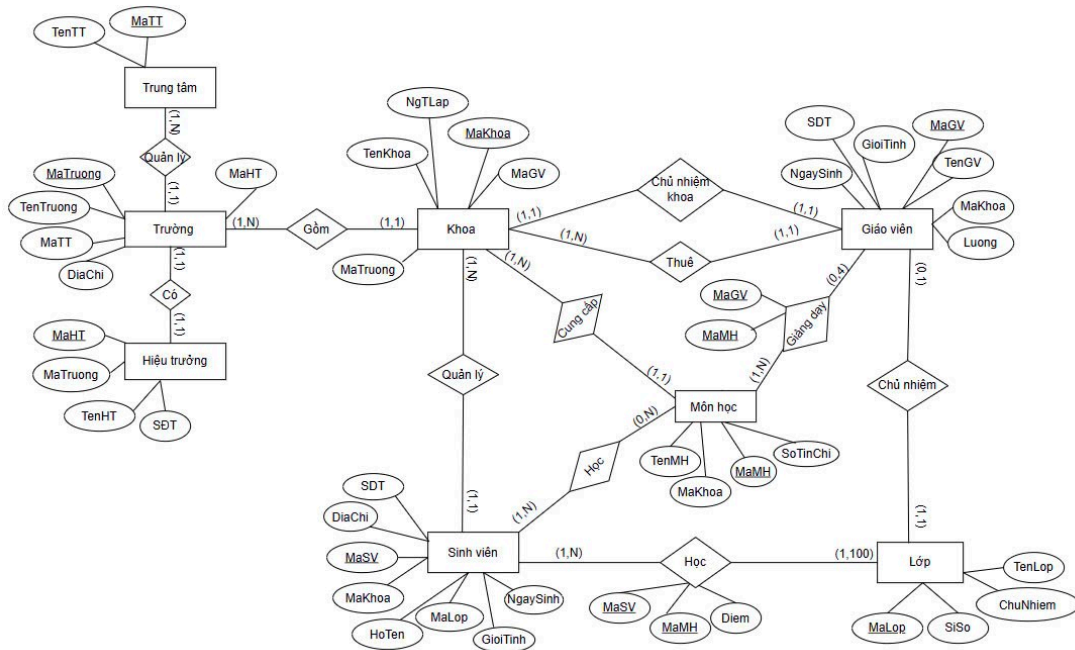 MaTT
TenTT
Trung tâm
(1,N)
Quản lý
(1,1)
MaTruong
MaHT
TenTruong
Trường
(1,N)
Gồm
(1,1)
MaTT
DiaChi
(1,1)
Có
(1,1)
MaHT
MaTruong
Hiệu trưởng
TenHT
SĐT
NgTLap
MaKhoa
TenKhoa
MaGV
Khoa
MaTruong
(1,1)
Chủ nhiệm
khoa
(1,1)
(1,N)
Thuê
(1,1)
SDT
GioiTinh
MaGV
NgaySinh
TenGV
MaKhoa
Giáo viên
Luong
(1,N)
(1,N)
Cung cấp
(1,1)
(0,4)
Giảng dạy
MaGV
MaMH
(1,N)
(0,1)
Chủ nhiệm
(1,1)
Quản lý
(1,1)
Môn học
(0,N)
TenMH
MaKhoa
MaMH
SoTinChi
Học
(1,N)
SDT
DiaChi
MaSV
Sinh viên
MaKhoa
HoTen
MaLop
GioiTinh
NgaySinh
(1,N)
Học
(1,100)
MaSV
MaMH
Diem
Lớp
TenLop
ChuNhiem
MaLop
SiSo